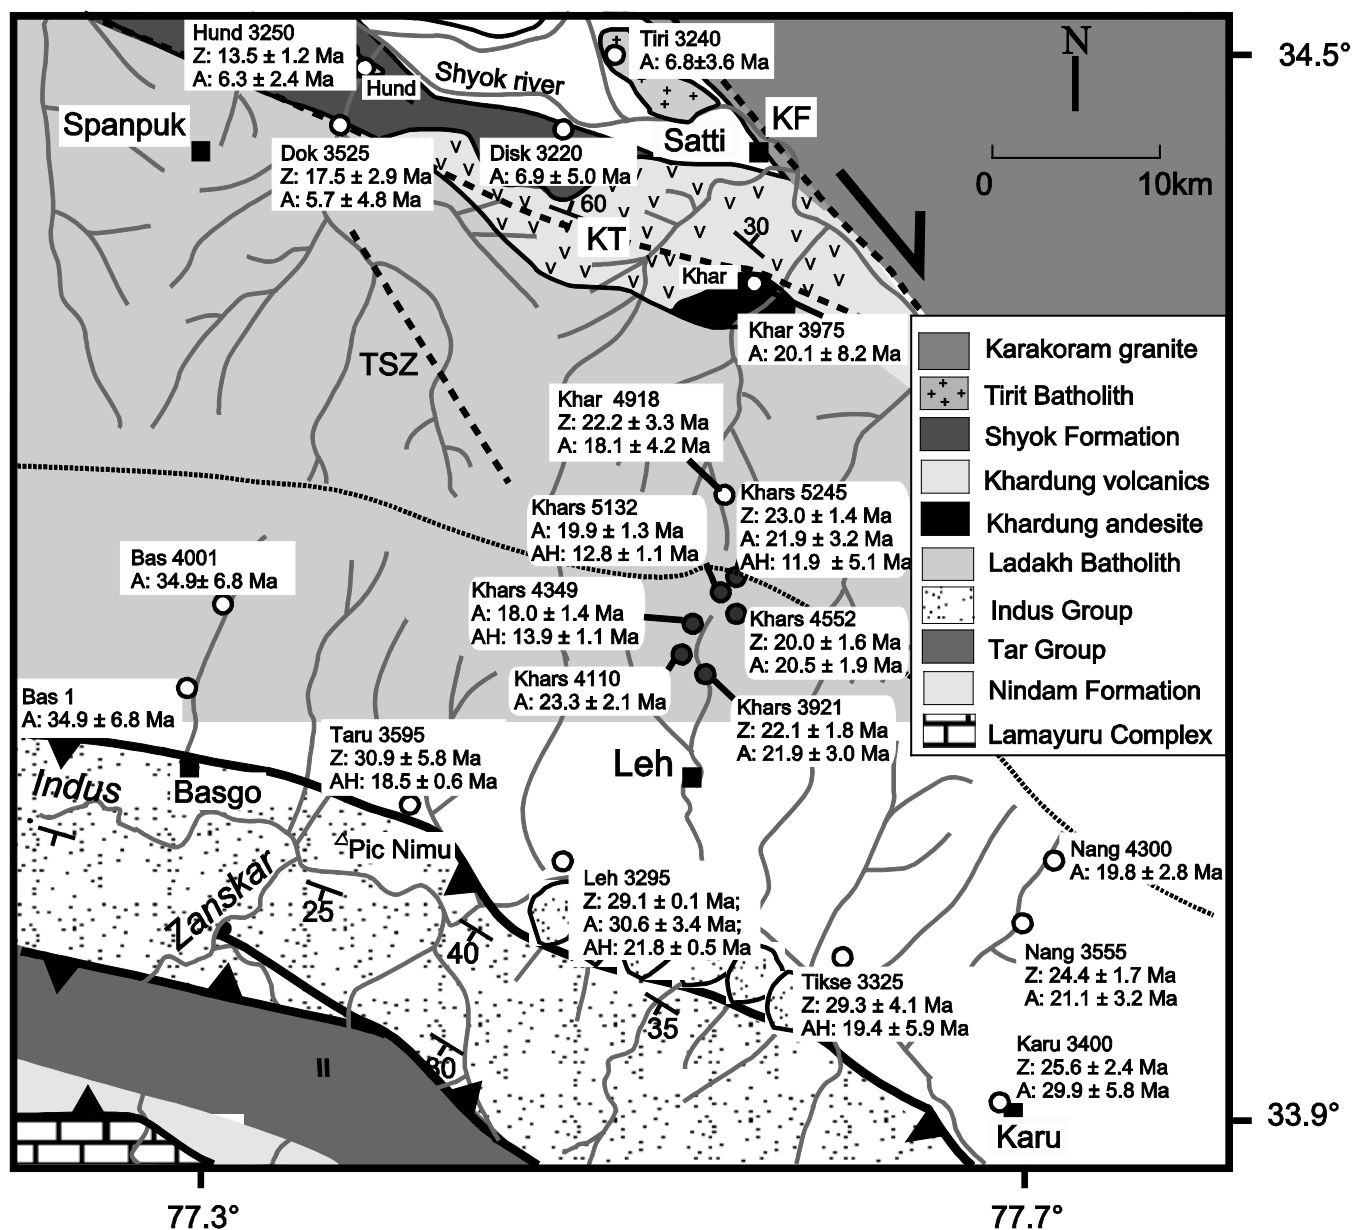 Hund 3250
Z: 13.5 ± 1.2 Ma
A: 6.3 ± 2.4 Ma
Hund
Shyok river
Tiri 3240
A: 6.8±3.6 Ma
N
34.5°
Spanpuk
Satti
KF
0 10km
Dok 3525
Z: 17.5 ± 2.9 Ma
A: 5.7 ± 4.8 Ma
Disk 3220
A: 6.9 ± 5.0 Ma
60
KT
30
Khar
Khar 3975
A: 20.1 ± 8.2 Ma
TSZ
Khar 4918
Z: 22.2 ± 3.3 Ma
A: 18.1 ± 4.2 Ma
Khars 5132
A: 19.9 ± 1.3 Ma
AH: 12.8 ± 1.1 Ma
Khars 5245
Z: 23.0 ± 1.4 Ma
A: 21.9 ± 3.2 Ma
AH: 11.9 ± 5.1 Ma
Bas 4001
A: 34.9± 6.8 Ma
Khars 4349
A: 18.0 ± 1.4 Ma
AH: 13.9 ± 1.1 Ma
Khars 4552
Z: 20.0 ± 1.6 Ma
A: 20.5 ± 1.9 Ma
Khars 4110
A: 23.3 ± 2.1 Ma
Bas 1
A: 34.9 ± 6.8 Ma
Khars 3921
Z: 22.1 ± 1.8 Ma
A: 21.9 ± 3.0 Ma
Taru 3595
Z: 30.9 ± 5.8 Ma
AH: 18.5 ± 0.6 Ma
Karakoram granite
Tirit Batholith
Shyok Formation
Khardung volcanics
Khardung andesite
Ladakh Batholith
Indus Group
Tar Group
Nindam Formation
Lamayuru Complex
Leh
Indus
Basgo
Pic Nimu
Zanskar
25
40
Leh 3295
Z: 29.1 ± 0.1 Ma;
A: 30.6 ± 3.4 Ma;
AH: 21.8 ± 0.5 Ma
Nang 4300
A: 19.8 ± 2.8 Ma
Nang 3555
Z: 24.4 ± 1.7 Ma
A: 21.1 ± 3.2 Ma
Tikse 3325
Z: 29.3 ± 4.1 Ma
AH: 19.4 ± 5.9 Ma
35
30
II
Karu 3400
Z: 25.6 ± 2.4 Ma
A: 29.9 ± 5.8 Ma
Karu
33.9°
77.3°
77.7°